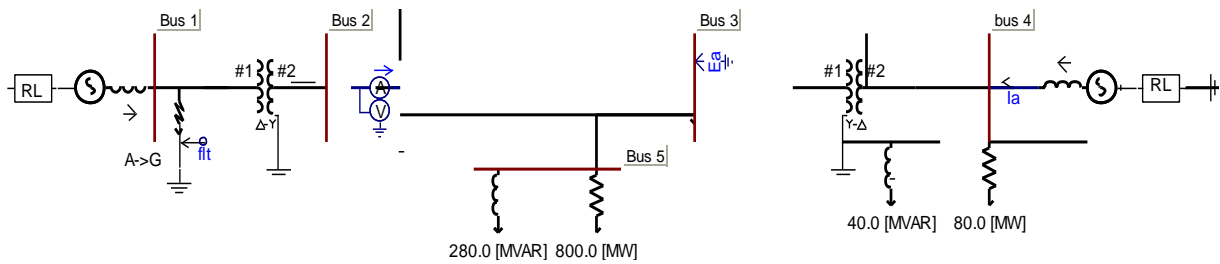 Bus 1
Bus 2
Bus 3
bus 4
#1
#2
Ea
#1
#2
RL
A
V
Ia
RL
Δ-Y
Y-Δ
A->G
flt
Bus 5
280.0 [MVAR]
800.0 [MW]
40.0 [MVAR]
80.0 [MW]